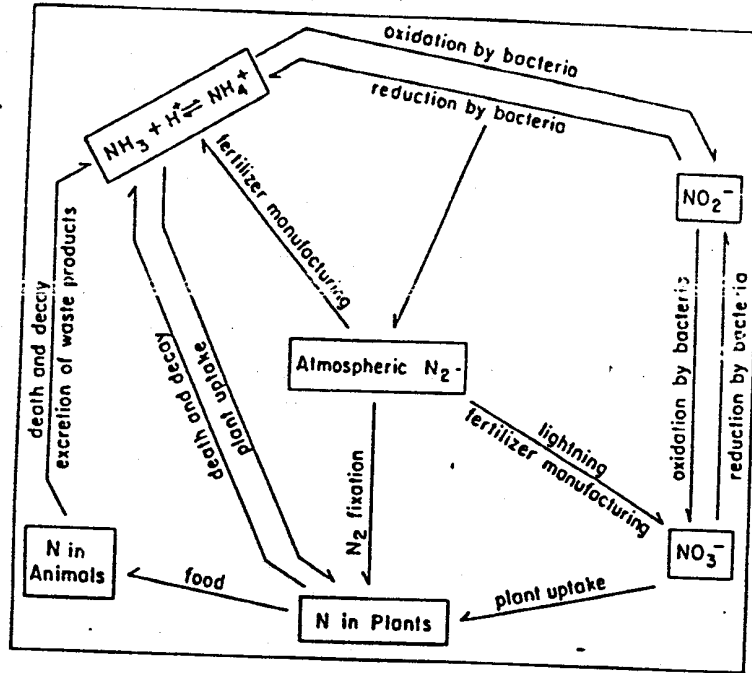 oxidation by bacteria
reduction by bacteria
NH₃ + H⁺ ⇌ NH₄⁺
fertilizer manufacturing
NO₂⁻
death and decay
excretion of waste products
death and decay
plant uptake
Atmospheric N₂
oxidation by bacteria
reduction by bacteria
N₂ fixation
lightning
fertilizer manufacturing
NO₃⁻
N in
Animals
food
N in Plants
plant uptake